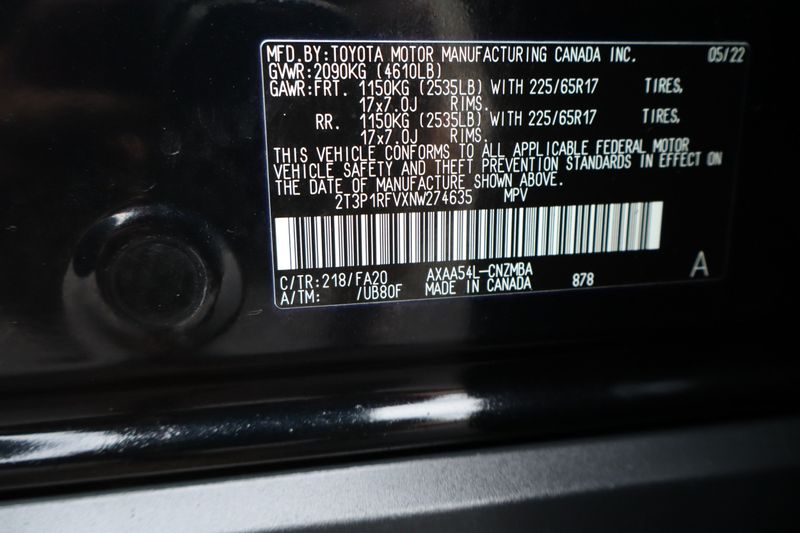 MFD.BY:TOYOTA MOTOR MANUFACTURING CANADA INC. 05/22
GVWR:2090KG (4610LB)
GAWR:FRT. 1150KG (2535LB) WITH 225/65R17 TIRES,
17x7.0J RIMS.
RR. 1150KG (2535LB) WITH 225/65R17 TIRES,
17x7.0J RIMS.
THIS VEHICLE CONFORMS TO ALL APPLICABLE FEDERAL MOTOR
VEHICLE SAFETY AND THEFT PREVENTION STANDARDS IN EFFECT ON
THE DATE OF MANUFACTURE SHOWN ABOVE.
2T3P1RFVXNW274635 MPV
C/TR:218/FA20 AXAA54L-CNZMBA
A/TM: /UB80F MADE IN CANADA 878 A